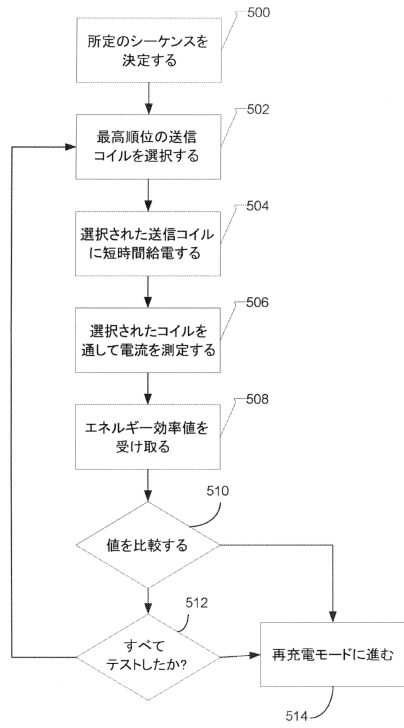 500
所定のシーケンスを
決定する
502
最高順位の送信
コイルを選択する
504
選択された送信コイル
に短時間給電する
506
選択されたコイルを
通して電流を測定する
508
エネルギー効率値を
受け取る
510
値を比較する
512
すべて
テストしたか?
再充電モードに進む
514